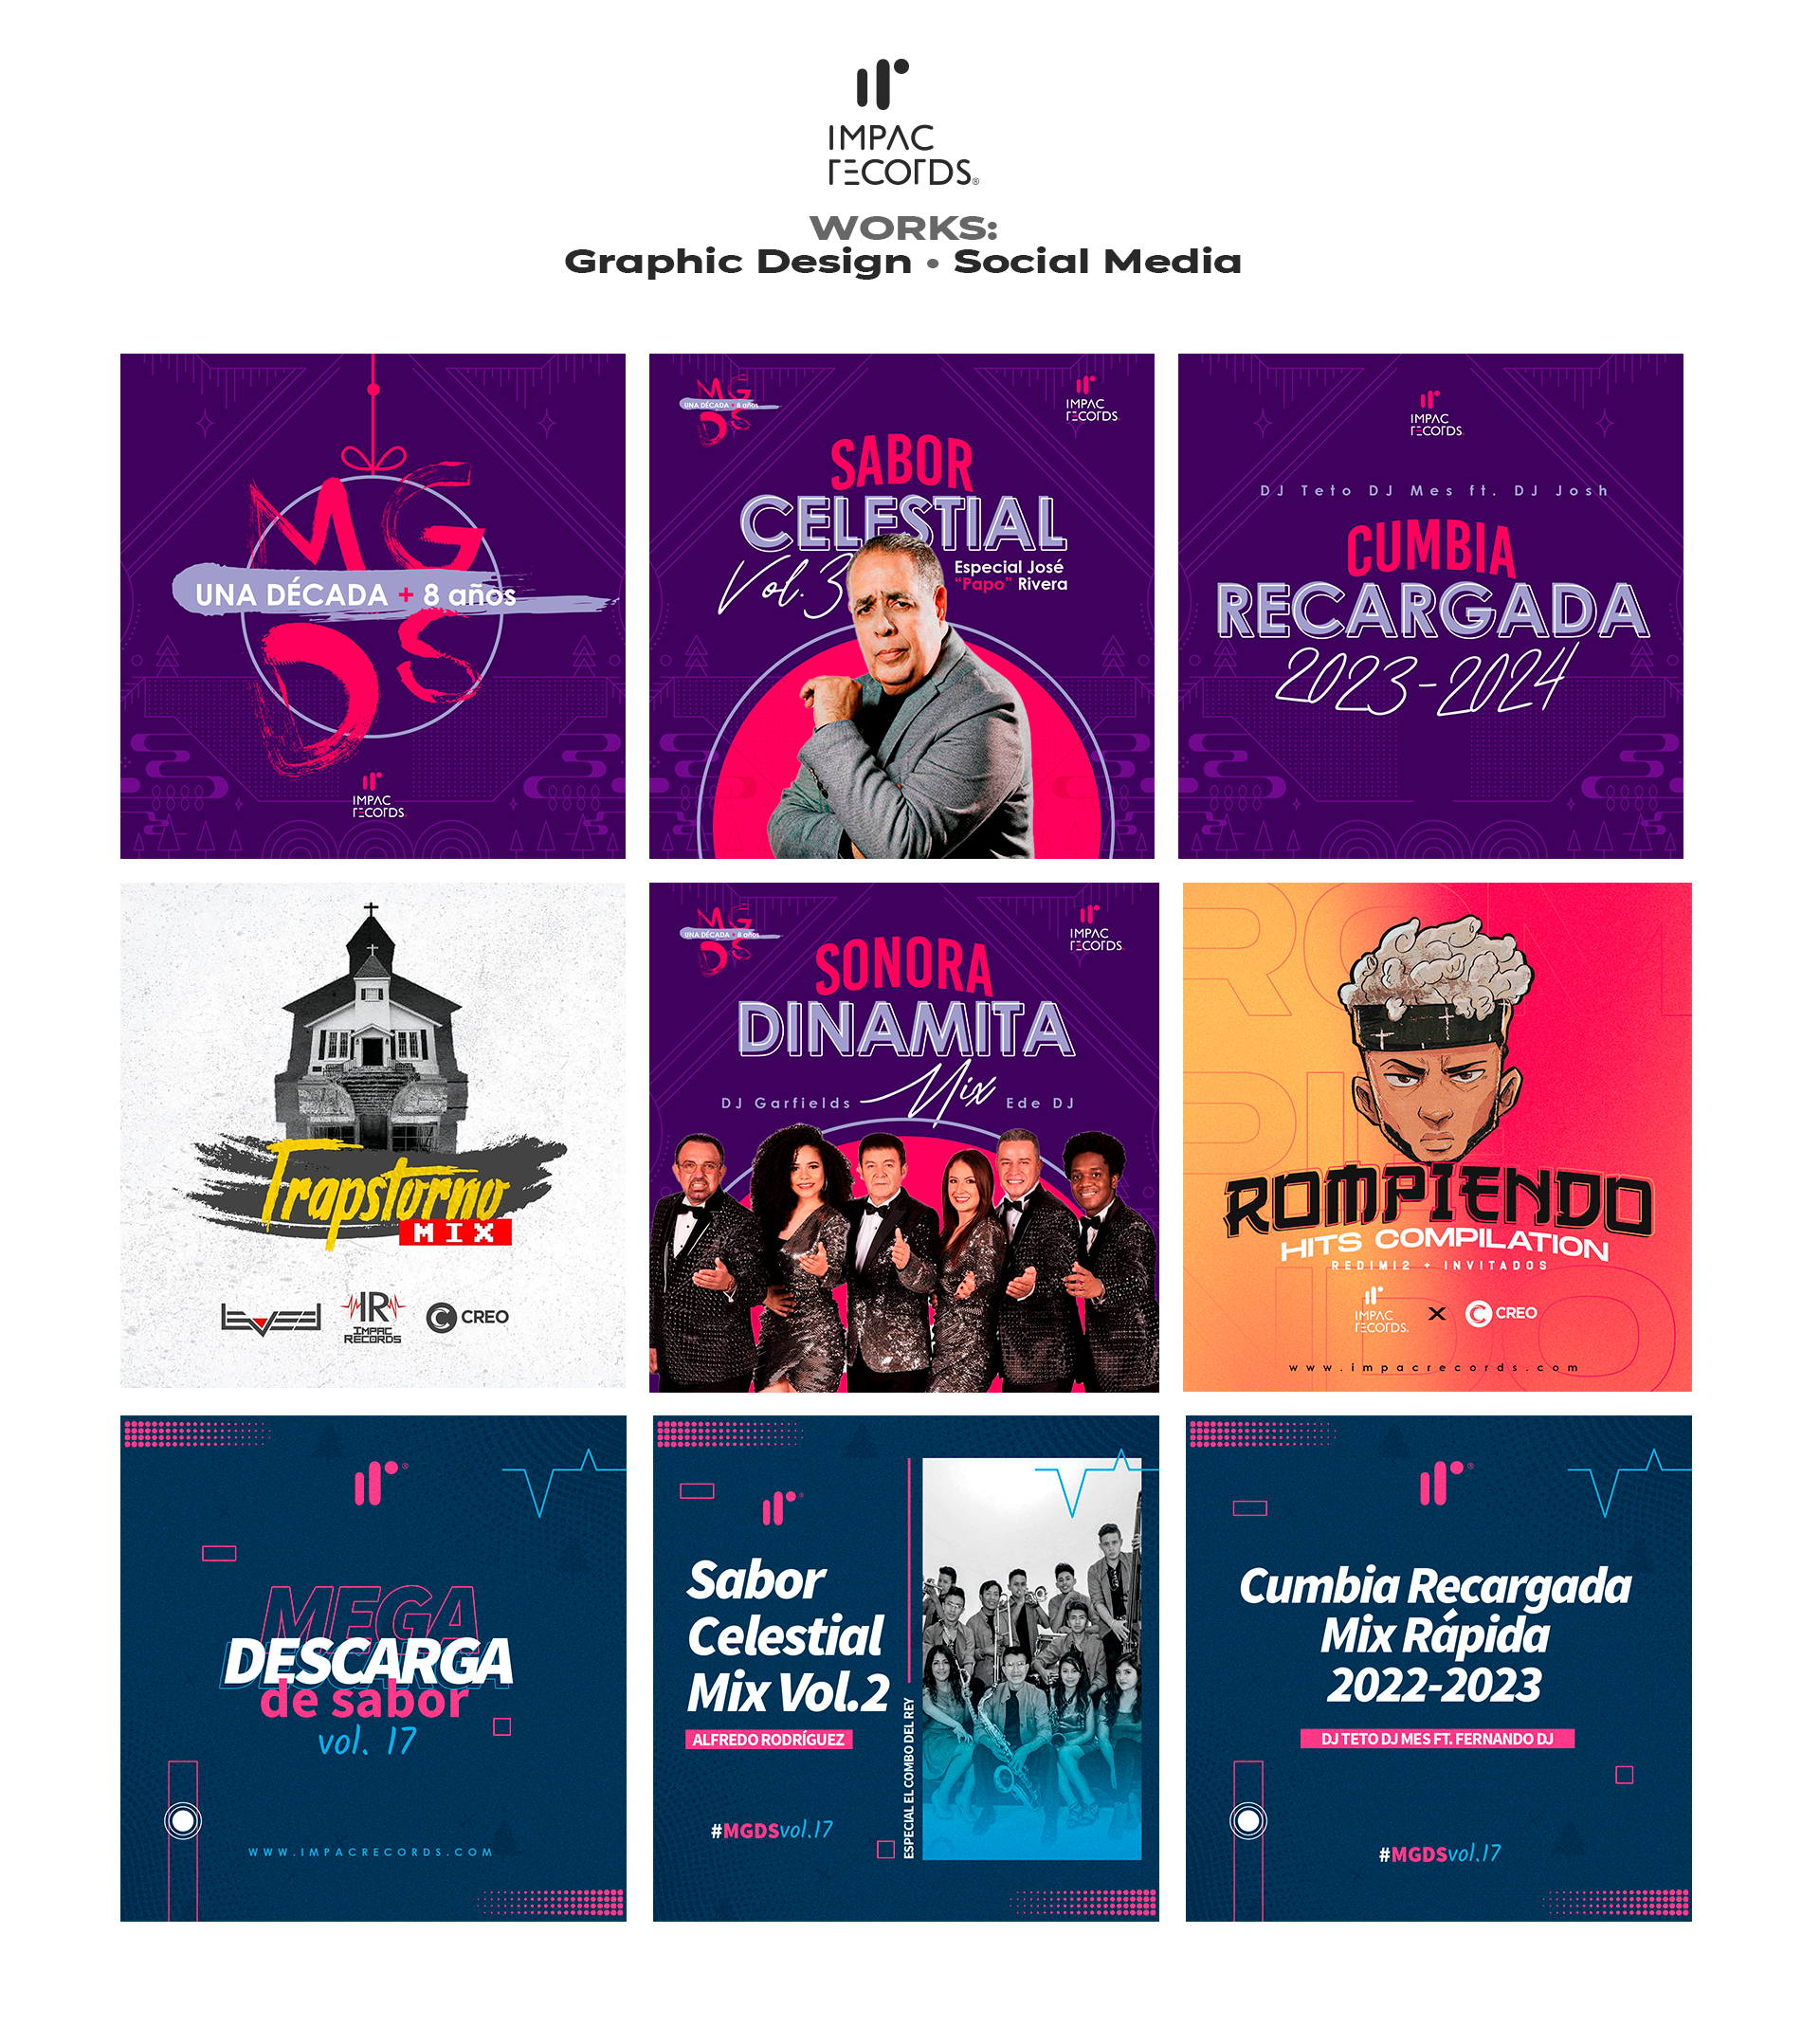 IMPAC
RECORDS®
WORKS:
Graphic Design • Social Media
MG
UNA DÉCADA + 8 años
DS
IMPAC
RECORDS
MG
UNA DÉCADA + 8 años
DS
IMPAC
RECORDS
SABOR
CELESTIAL
Vol.3
Especial José
“Papo” Rivera
IMPAC
RECORDS
DJ Teto DJ Mes ft. DJ Josh
CUMBIA
RECARGADA
2023-2024
Trapstorno
MIX
LEVEL
IR
IMPAC
RECORDS
CREO
MG
UNA DÉCADA + 8 años
DS
IMPAC
RECORDS
SONORA
DINAMITA
Mix
DJ Garfields
Ede DJ
ROM
PIE
NDO
ROMPIENDO
HITS COMPILATION
REDIMI2 + INVITADOS
IMPAC
RECORDS
X
CREO
www.impacrecords.com
®
MEGA
DESCARGA
DESCARGA
de sabor
vol. 17
WWW.IMPACRECORDS.COM
®
Sabor
Celestial
Mix Vol.2
ALFREDO RODRÍGUEZ
ESPECIAL EL COMBO DEL REY
#MGDSvol.17
®
Cumbia Recargada
Mix Rápida
2022-2023
DJ TETO DJ MES FT. FERNANDO DJ
#MGDSvol.17